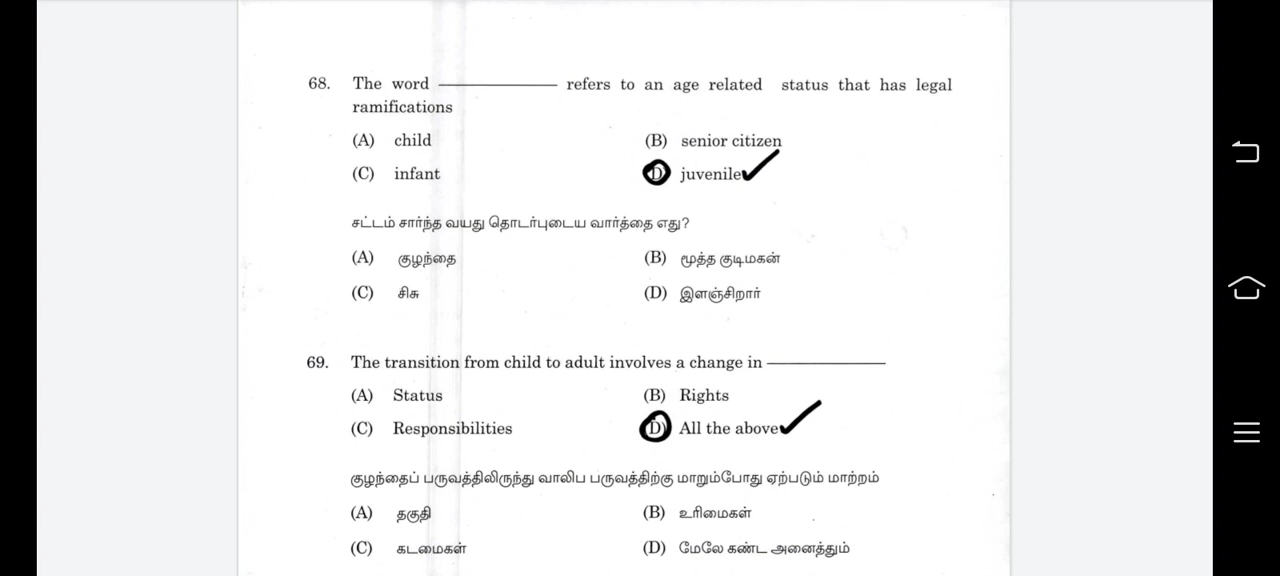 68. The word ——— refers to an age related status that has legal
ramifications
(A) child (B) senior citizen
(C) infant (D) juvenile
சட்டம் சார்ந்த வயது தொடர்புடைய வார்த்தை எது?
(A) குழந்தை (B) மூத்த குடிமகன்
(C) சிசு (D) இளஞ்சிறார்
69. The transition from child to adult involves a change in ———
(A) Status (B) Rights
(C) Responsibilities (D) All the above
குழந்தைப் பருவத்திலிருந்து வாலிப பருவத்திற்கு மாறும்போது ஏற்படும் மாற்றம்
(A) தகுதி (B) உரிமைகள்
(C) கடமைகள் (D) மேலே கண்ட அனைத்தும்